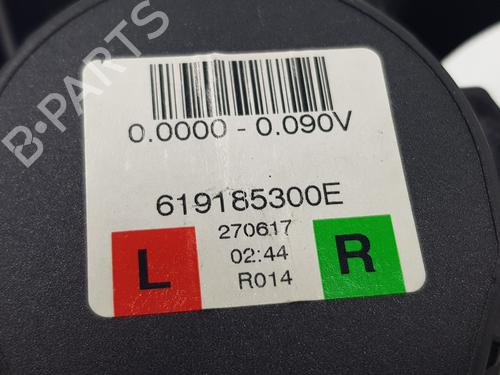 B-PARTS
0.0000 - 0.090V
619185300E
270617
02:44
R014
L
R